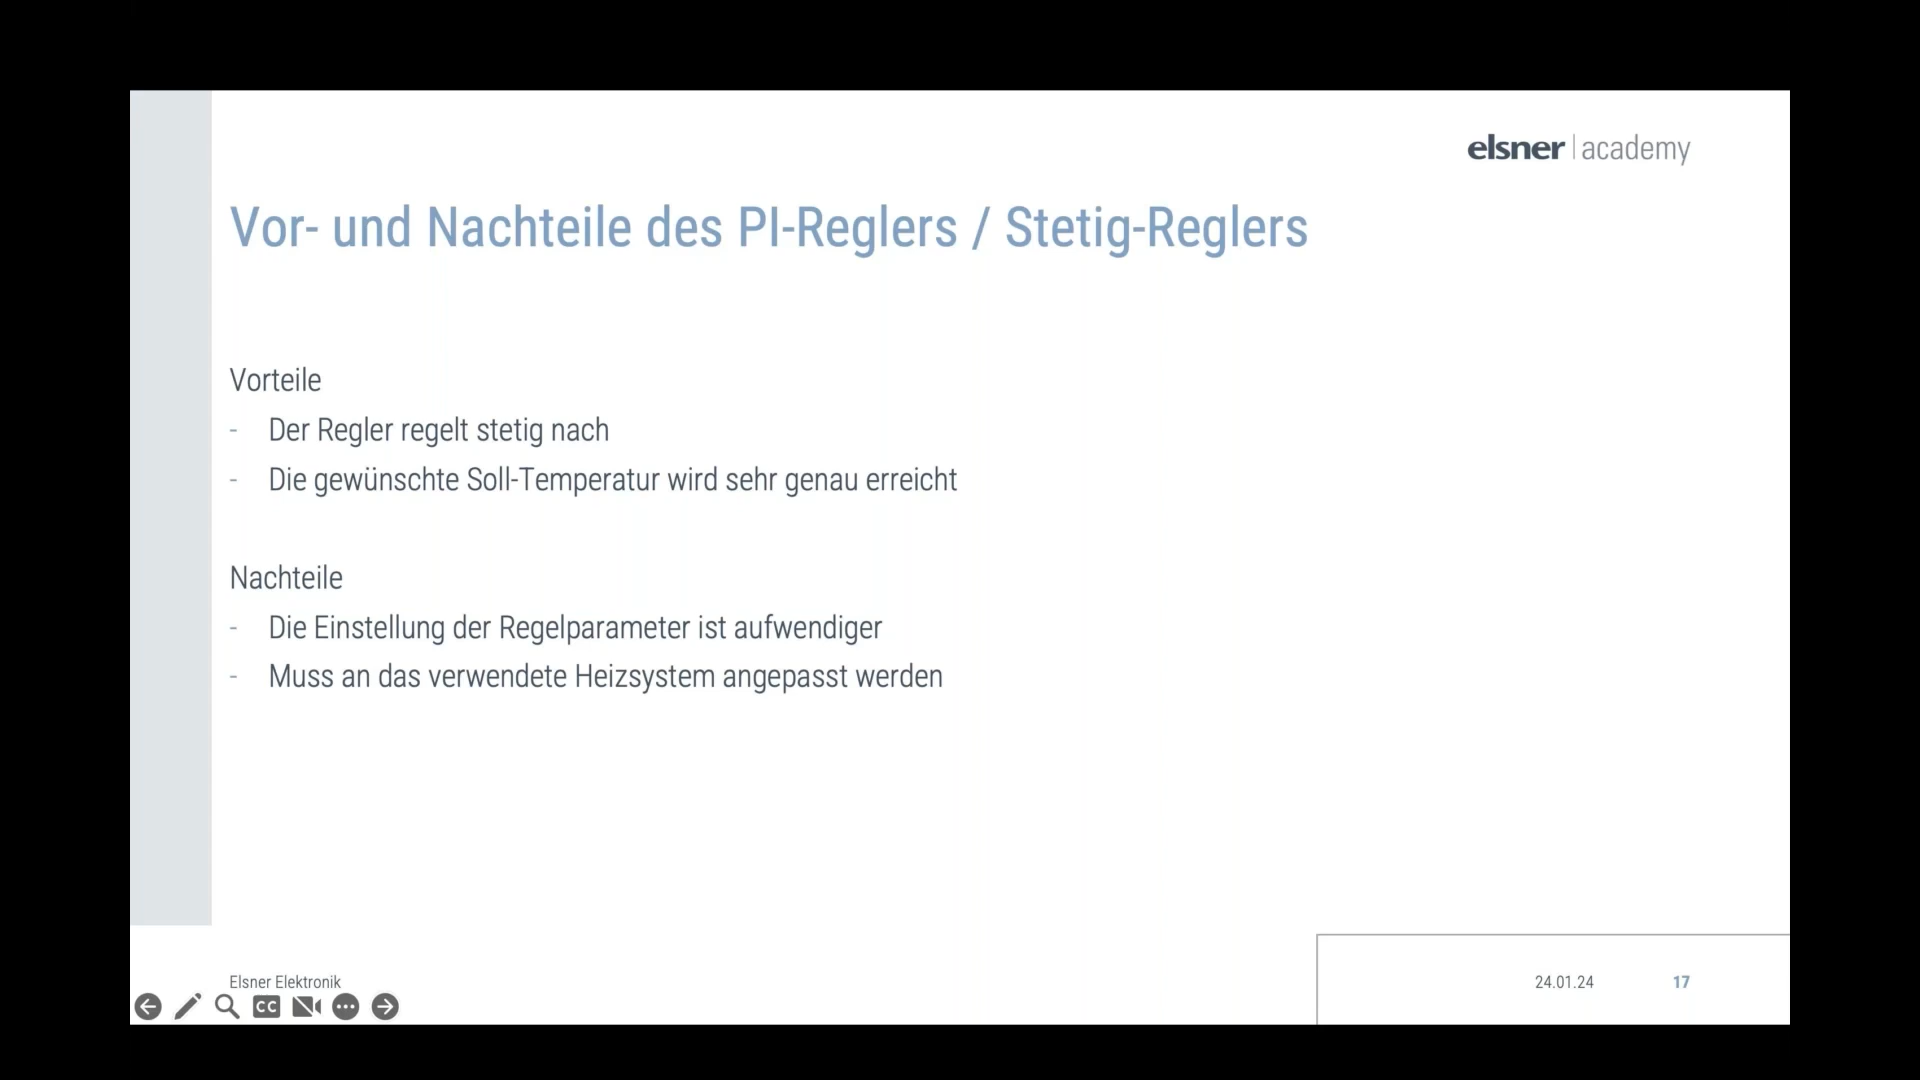 elsner | academy
Vor- und Nachteile des PI-Reglers / Stetig-Reglers
Vorteile
- Der Regler regelt stetig nach
- Die gewünschte Soll-Temperatur wird sehr genau erreicht
Nachteile
- Die Einstellung der Regelparameter ist aufwendiger
- Muss an das verwendete Heizsystem angepasst werden
Elsner Elektronik
24.01.24 17
CC